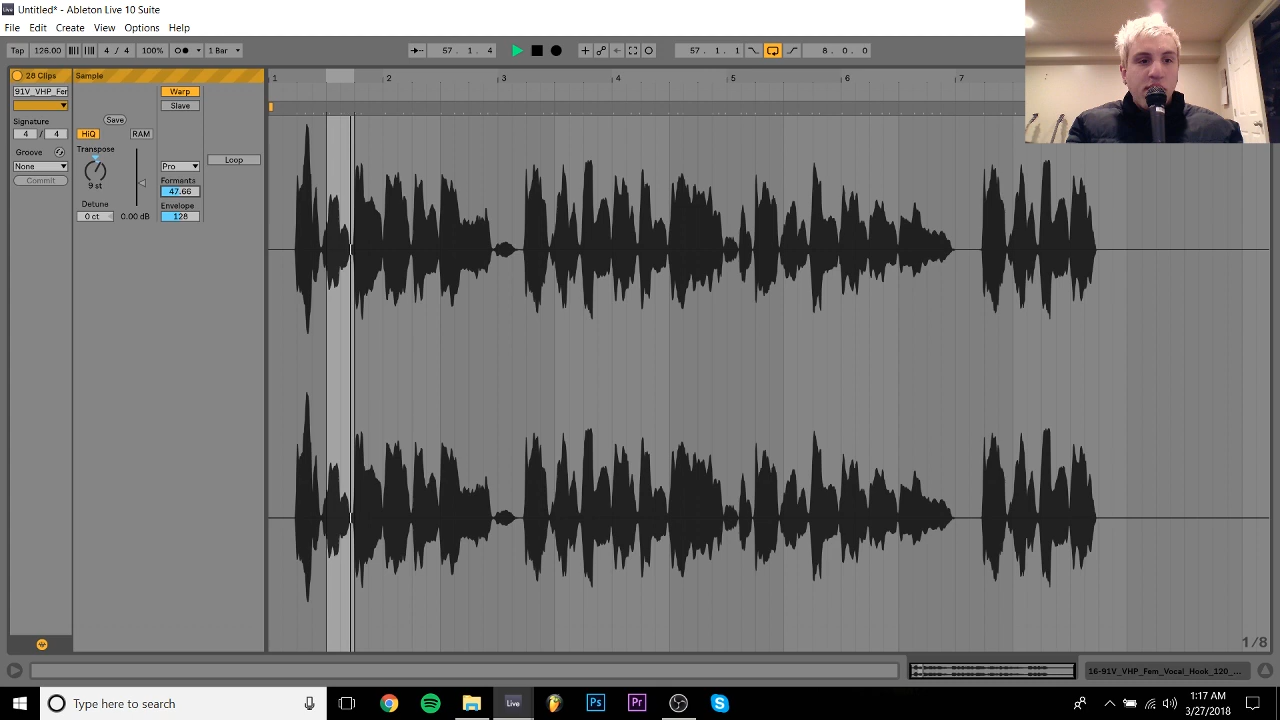 Untitled* - Ableton Live 10 Suite
File Edit Create View Options Help
Tap 126.00 4 / 4 100% 1 Bar 57. 1. 4 57. 1. 1 8. 0. 0
28 Clips Sample 1 2 3 4 5 6 7
91V_VHP_Fer Warp
Slave
Signature Save
4 / 4 HiQ RAM
Groove Transpose
None Pro Loop
Commit Formants
9 st 47.66
Detune Envelope
0 ct 0.00 dB 128
1/8
16-91V_VHP_Fem_Vocal_Hook_120_...
Type here to search Live Ps Pr 1:17 AM
3/27/2018